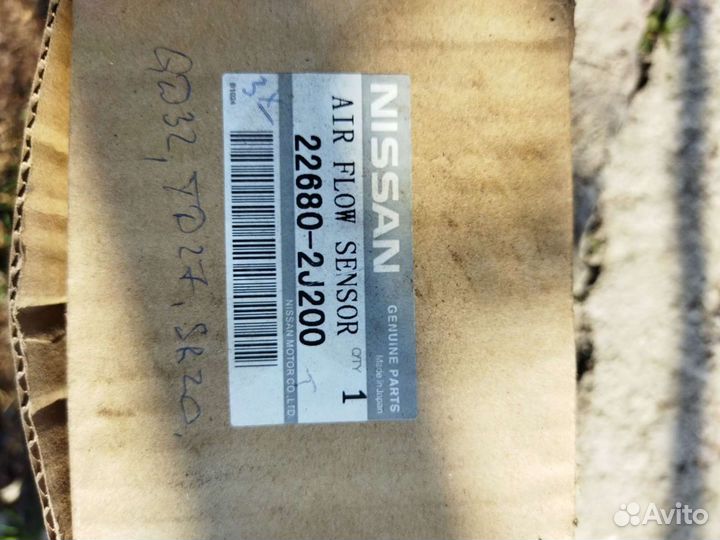 NISSAN GENUINE PARTS
Made in Japan
AIR FLOW SENSOR Q'TY 1
22680-2J200
NISSAN MOTOR CO., LTD.
QD32, TD27, SR20.
Avito